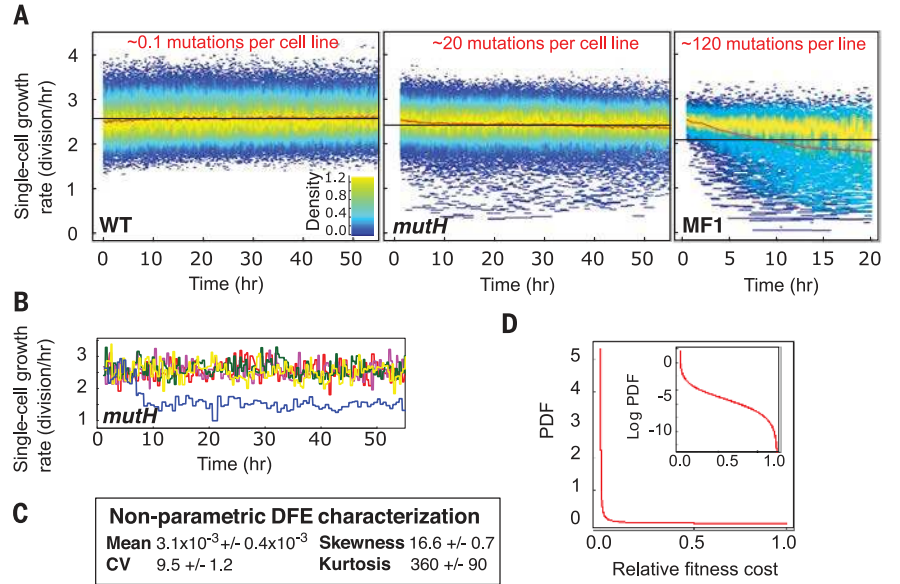 A
~0.1 mutations per cell line
~20 mutations per cell line
~120 mutations per line
Single-cell growth
rate (division/hr)
4
3
2
1
0
Density
1.2
0.8
0.4
0.0
WT
mutH
MF1
0 10 20 30 40 50
0 10 20 30 40 50
0 5 10 15 20
Time (hr)
Time (hr)
Time (hr)
B
Single-cell growth
rate (division/hr)
3
2
1
mutH
0 10 20 30 40 50
Time (hr)
C
Non-parametric DFE characterization
Mean 3.1x10⁻³ +/- 0.4x10⁻³ Skewness 16.6 +/- 0.7
CV 9.5 +/- 1.2 Kurtosis 360 +/- 90
D
PDF
5
4
3
2
1
0
Log PDF
0
-5
-10
0.0 0.5 1.0
0.0 0.5 1.0
Relative fitness cost